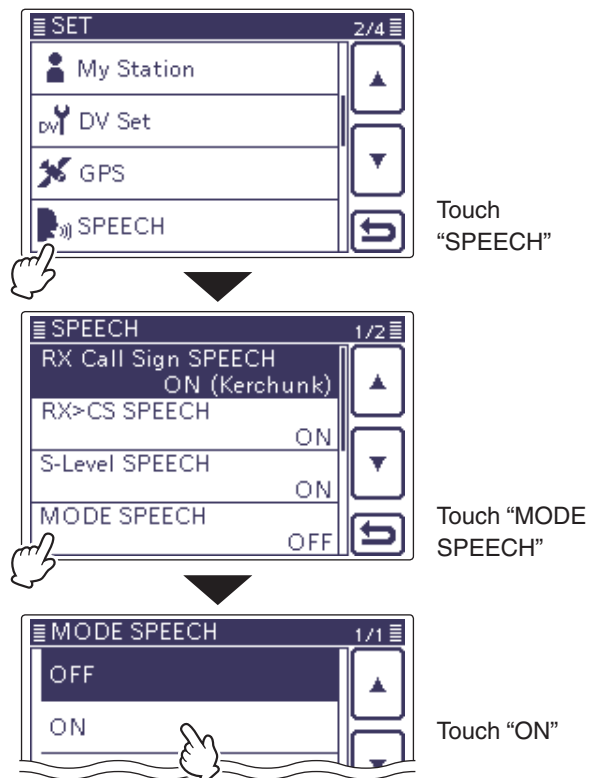 SET 2/4
My Station
DV DV Set
GPS
SPEECH
Touch
“SPEECH”
SPEECH 1/2
RX Call Sign SPEECH
ON (Kerchunk)
RX>CS SPEECH
ON
S-Level SPEECH
ON
MODE SPEECH
OFF
Touch “MODE
SPEECH”
MODE SPEECH 1/1
OFF
ON
Touch “ON”